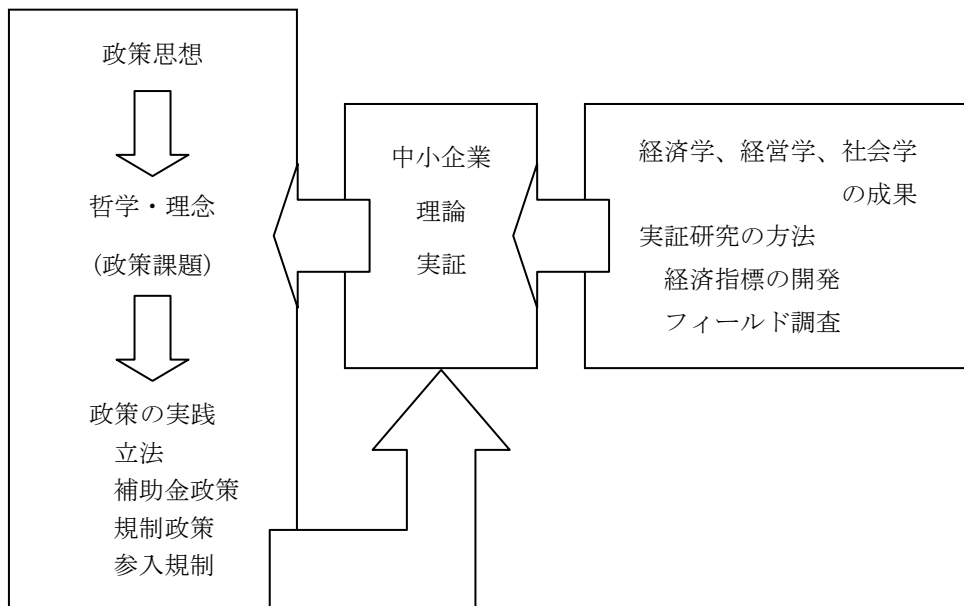 政策思想
哲学・理念
(政策課題)
政策の実践
立法
補助金政策
規制政策
参入規制
中小企業
理論
実証
経済学、経営学、社会学
の成果
実証研究の方法
経済指標の開発
フィールド調査